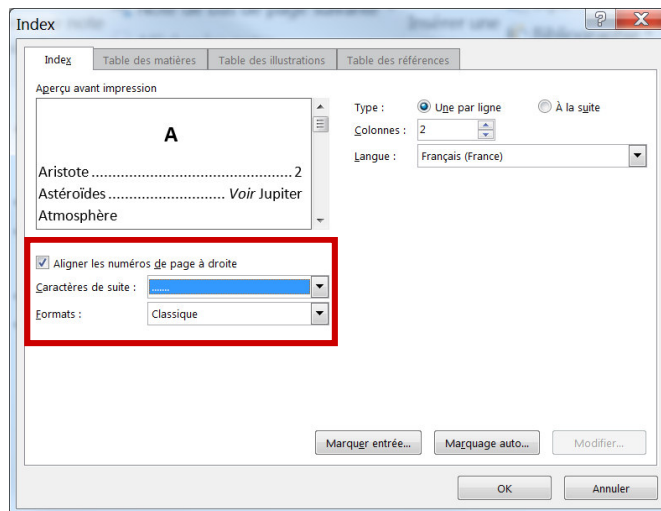 Index
Index
Table des matières
Table des illustrations
Table des références
Aperçu avant impression
A
Aristote ................................................ 2
Astéroïdes ............................ Voir Jupiter
Atmosphère
Type :
Une par ligne
À la suite
Colonnes :
2
Langue :
Français (France)
Aligner les numéros de page à droite
Caractères de suite :
.......
Formats :
Classique
Marquer entrée...
Marquage auto...
Modifier...
OK
Annuler